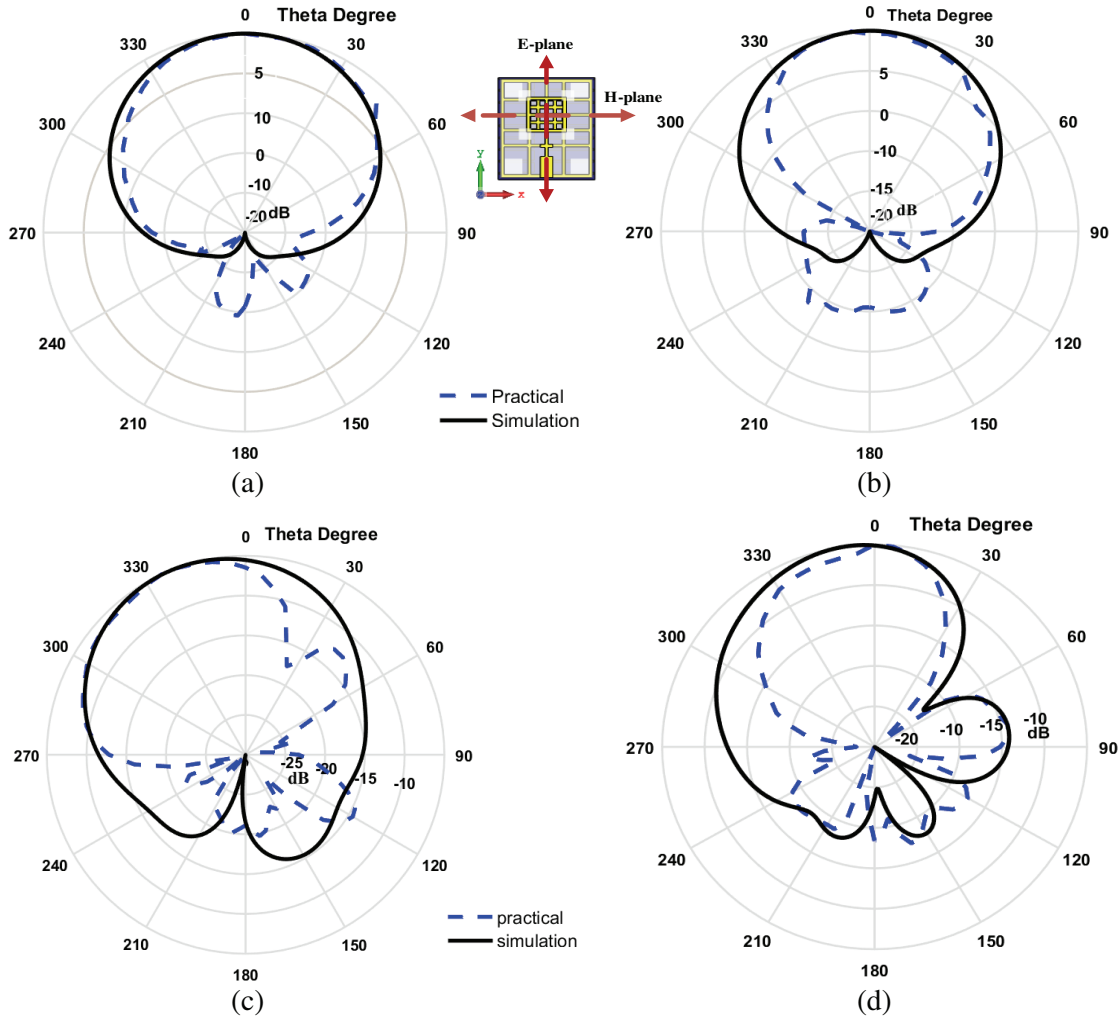 0 Theta Degree
330 30
5
300 60
10
0
-10
-20 dB
270 90
240 120
210 150
180
(a)
E-plane
H-plane
y
x
Practical
Simulation
0 Theta Degree
330 30
5
300 60
0
-10
-15
-20 dB
270 90
240 120
210 150
180
(b)
0 Theta Degree
330 30
300 60
270 90
-25 -20 -15 -10
dB
240 120
210 150
180
(c)
practical
simulation
0 Theta Degree
330 30
300 60
-20 -10 -15 -10
dB
270 90
240 120
210 150
180
(d)